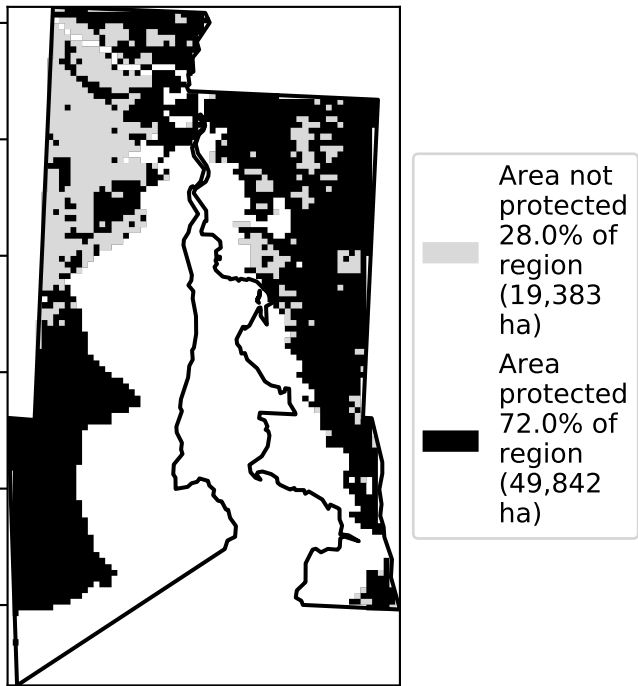 Area not
protected
28.0% of
region
(19,383
ha)
Area
protected
72.0% of
region
(49,842
ha)